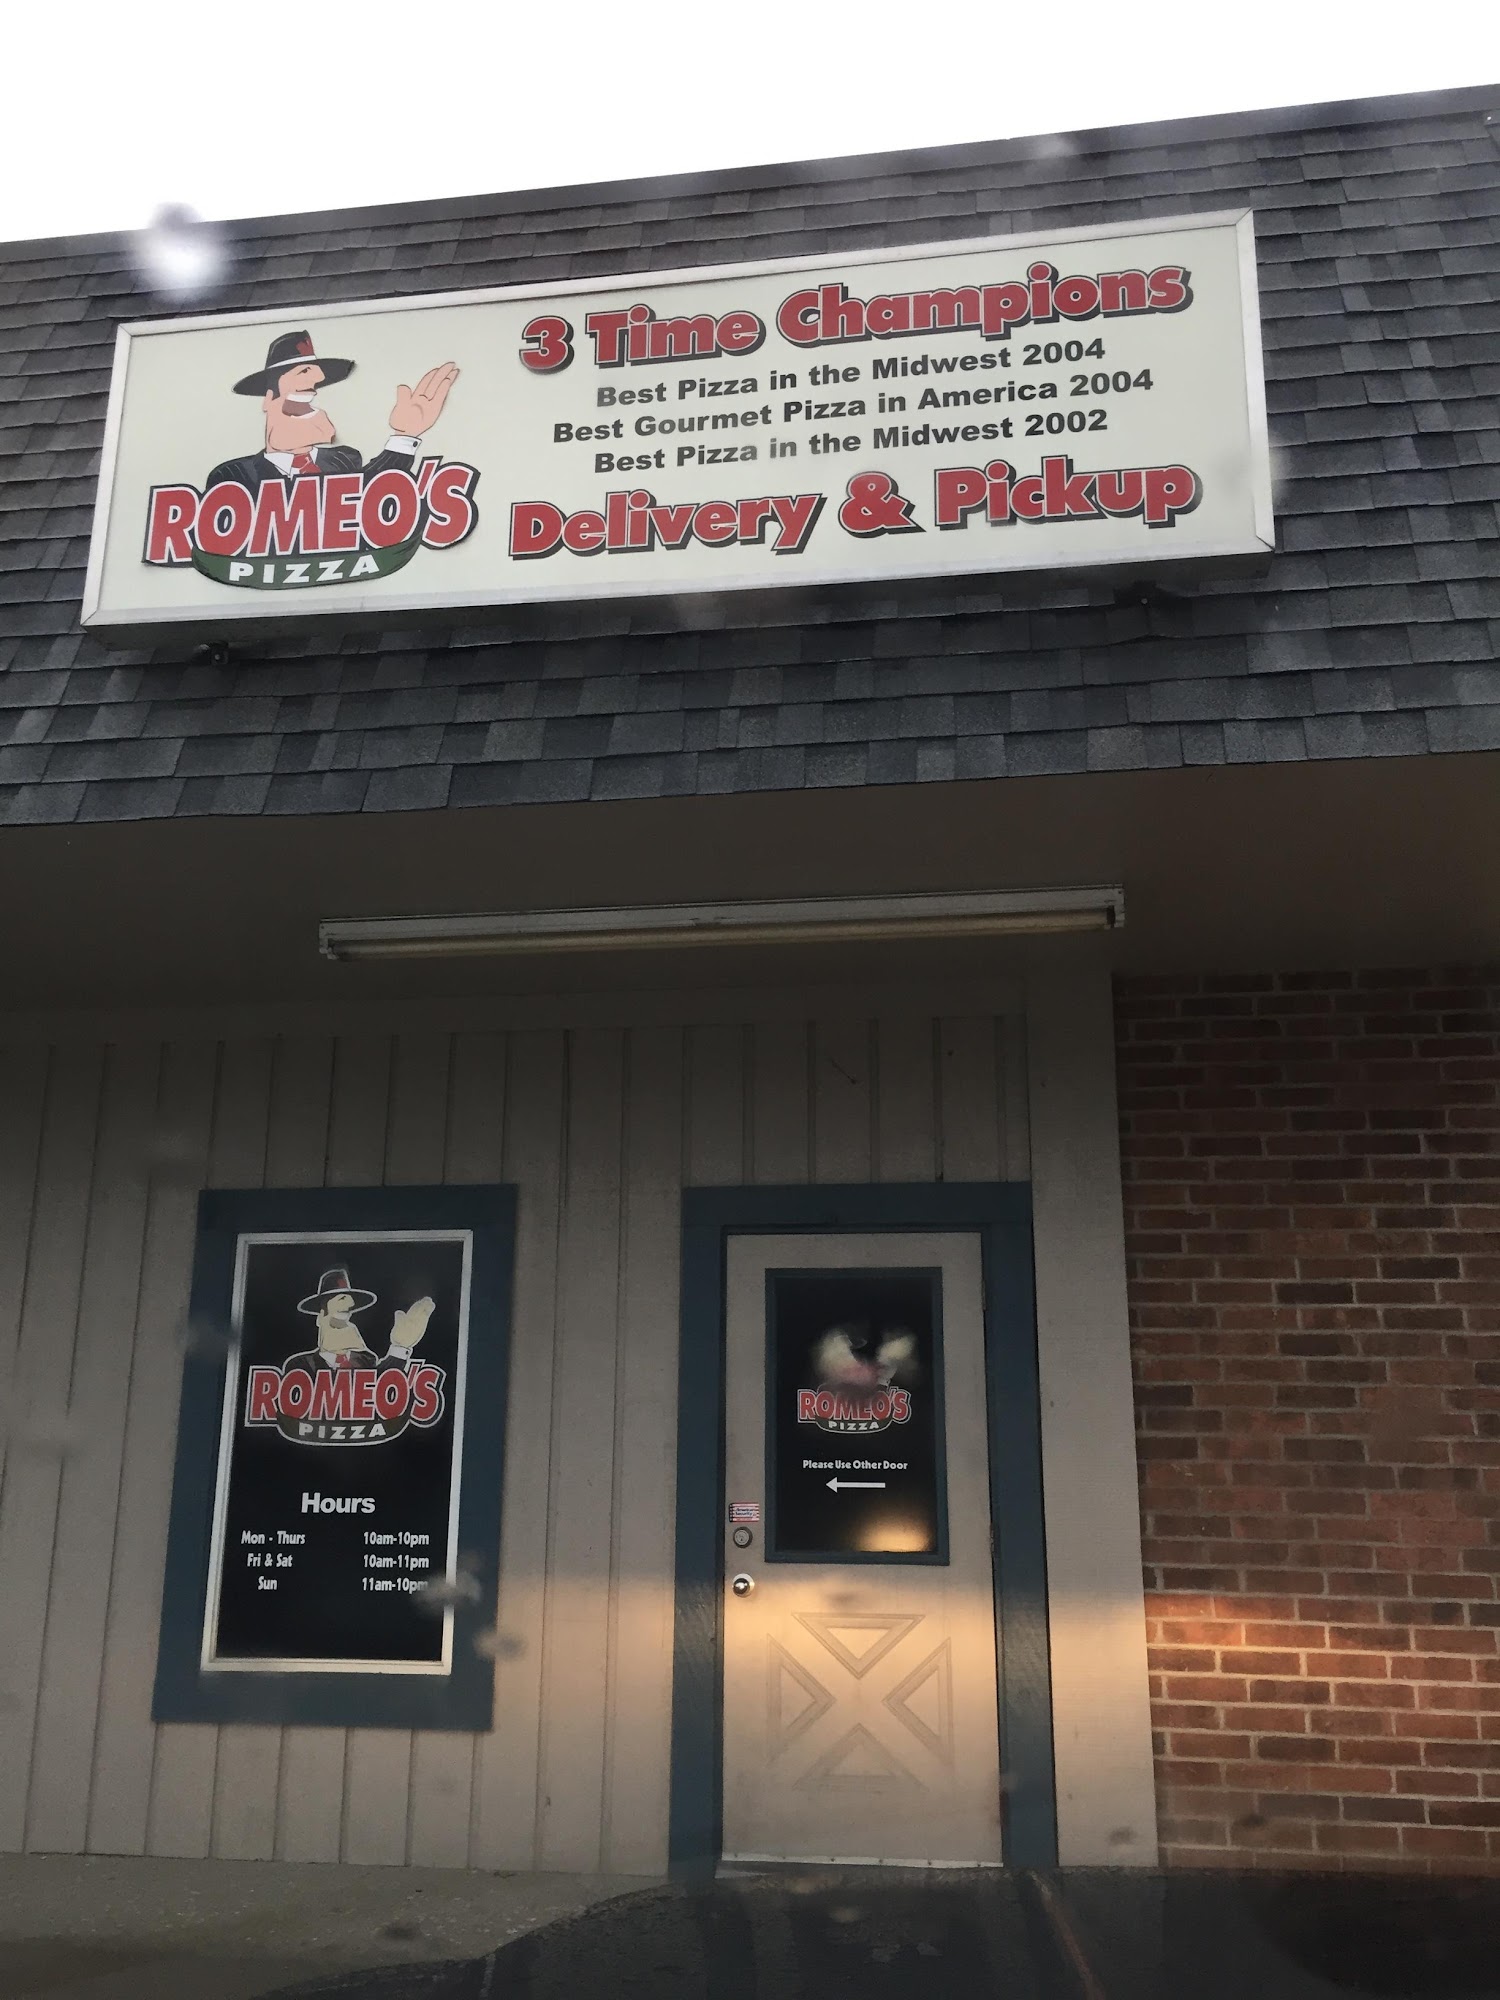 3 Time Champions
Best Pizza in the Midwest 2004
Best Gourmet Pizza in America 2004
Best Pizza in the Midwest 2002
Delivery & Pickup
ROMEO'S
PIZZA
ROMEO'S
PIZZA
Hours
Mon - Thurs 10am-10pm
Fri & Sat 10am-11pm
Sun 11am-10pm
ROMEO'S
PIZZA
Please Use Other Door